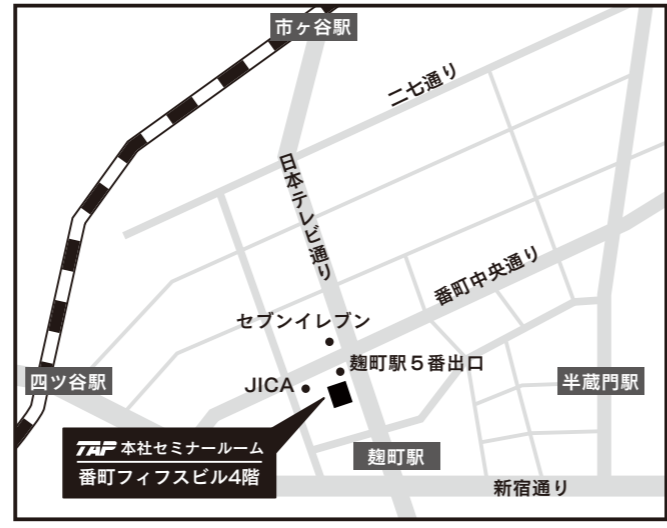 市ヶ谷駅
二七通り
日本テレビ通り
番町中央通り
セブンイレブン
麹町駅5番出口
四ツ谷駅
JICA
半蔵門駅
TAP 本社セミナールーム
番町フィフスビル4階
麹町駅
新宿通り